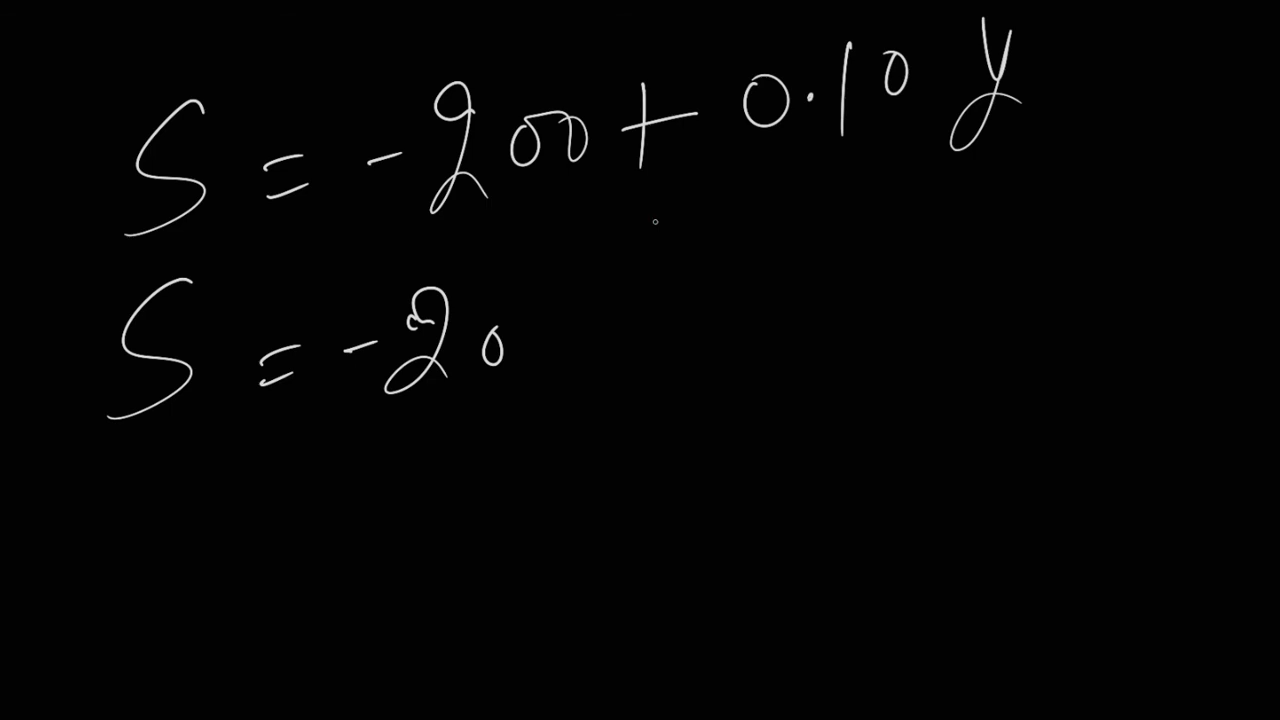 S = -200 + 0.10 y
S = -20